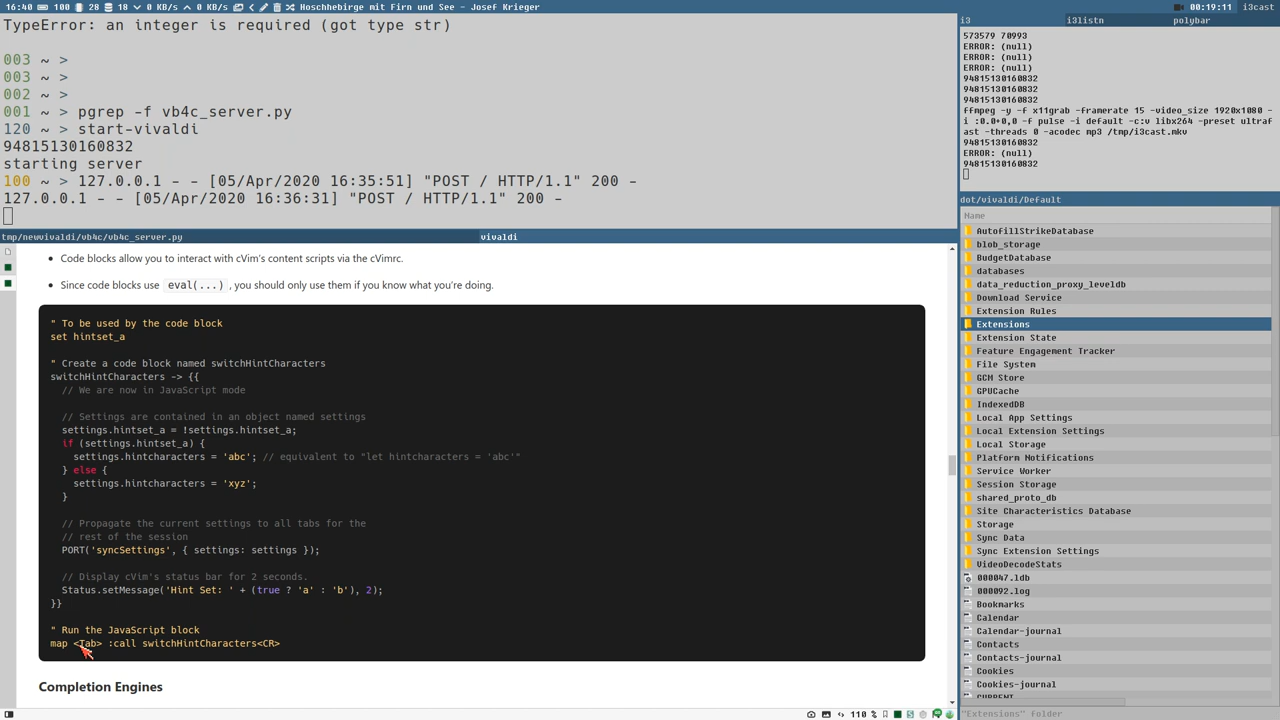 16:40 100 28 18 0 KB/s 0 KB/s Hoschhebirge mit Firn und See - Josef Krieger
00:19:11 i3cast
TypeError: an integer is required (got type str)
003 ~ >
003 ~ >
002 ~ >
001 ~ > pgrep -f vb4c_server.py
120 ~ > start-vivaldi
94815130160832
starting server
100 ~ > 127.0.0.1 - - [05/Apr/2020 16:35:51] "POST / HTTP/1.1" 200 -
127.0.0.1 - - [05/Apr/2020 16:36:31] "POST / HTTP/1.1" 200 -
tmp/newvivaldi/vb4c/vb4c_server.py vivaldi
• Code blocks allow you to interact with cVim's content scripts via the cVimrc.
• Since code blocks use eval(...) , you should only use them if you know what you're doing.
" To be used by the code block
set hintset_a
" Create a code block named switchHintCharacters
switchHintCharacters -> {{
// We are now in JavaScript mode
// Settings are contained in an object named settings
settings.hintset_a = !settings.hintset_a;
if (settings.hintset_a) {
settings.hintcharacters = 'abc'; // equivalent to "let hintcharacters = 'abc'"
} else {
settings.hintcharacters = 'xyz';
}
// Propagate the current settings to all tabs for the
// rest of the session
PORT('syncSettings', { settings: settings });
// Display cVim's status bar for 2 seconds.
Status.setMessage('Hint Set: ' + (true ? 'a' : 'b'), 2);
}}
" Run the JavaScript block
map <Tab> :call switchHintCharacters<CR>
Completion Engines
110 %
i3 i3listn polybar
573579 70993
ERROR: (null)
ERROR: (null)
ERROR: (null)
94815130160832
94815130160832
94815130160832
ffmpeg -y -f x11grab -framerate 15 -video_size 1920x1080 -
i :0.0+0,0 -f pulse -i default -c:v libx264 -preset ultraf
ast -threads 0 -acodec mp3 /tmp/i3cast.mkv
94815130160832
ERROR: (null)
94815130160832
dot/vivaldi/Default
Name
AutofillStrikeDatabase
blob_storage
BudgetDatabase
databases
data_reduction_proxy_leveldb
Download Service
Extension Rules
Extensions
Extension State
Feature Engagement Tracker
File System
GCM Store
GPUCache
IndexedDB
Local App Settings
Local Extension Settings
Local Storage
Platform Notifications
Service Worker
Session Storage
shared_proto_db
Site Characteristics Database
Storage
Sync Data
Sync Extension Settings
VideoDecodeStats
000047.ldb
000092.log
Bookmarks
Calendar
Calendar-journal
Contacts
Contacts-journal
Cookies
Cookies-journal
CURRENT
"Extensions" folder